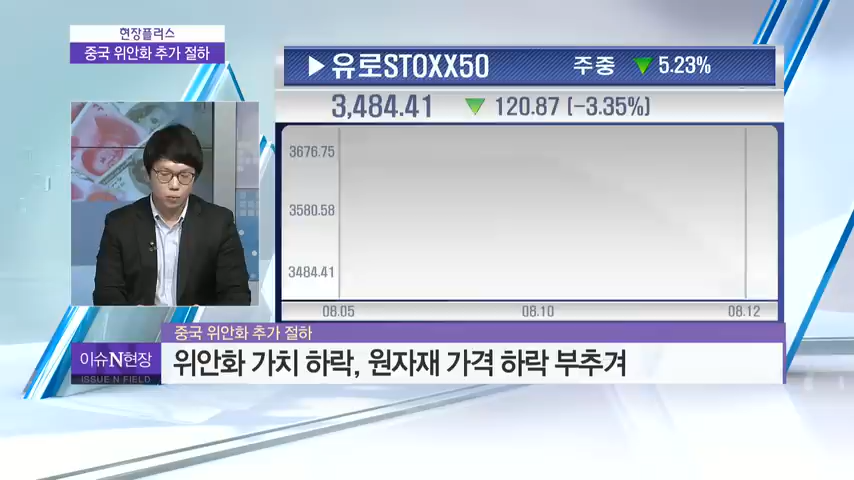 현장플러스
중국 위안화 추가 절하
▶유로STOXX50 주중 ▼ 5.23%
3,484.41 ▼ 120.87 (-3.35%)
3676.75
3580.58
3484.41
08.05 08.10 08.12
중국 위안화 추가 절하
이슈N현장
ISSUE N FIELD
위안화 가치 하락, 원자재 가격 하락 부추겨